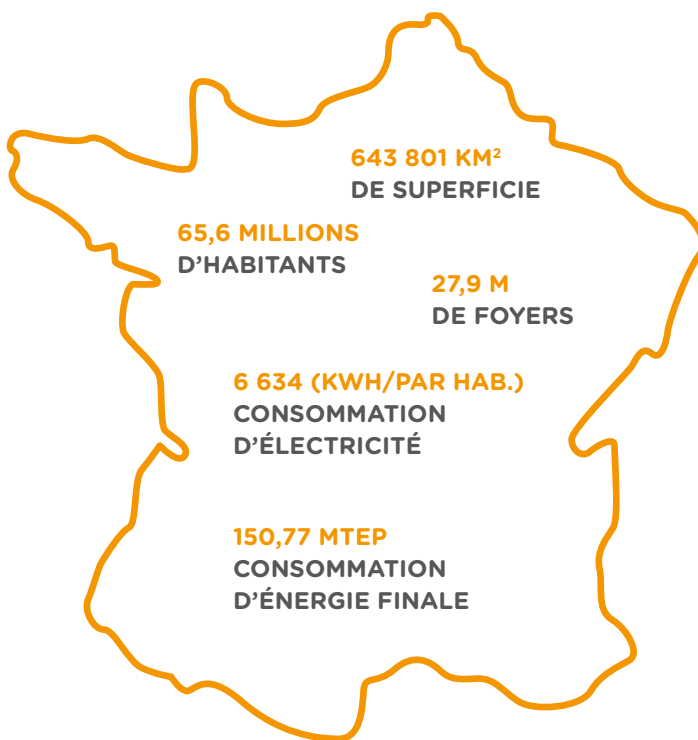 643 801 KM²
DE SUPERFICIE
65,6 MILLIONS
D’HABITANTS
27,9 M
DE FOYERS
6 634 (KWH/PAR HAB.)
CONSOMMATION
D’ÉLECTRICITÉ
150,77 MTEP
CONSOMMATION
D’ÉNERGIE FINALE